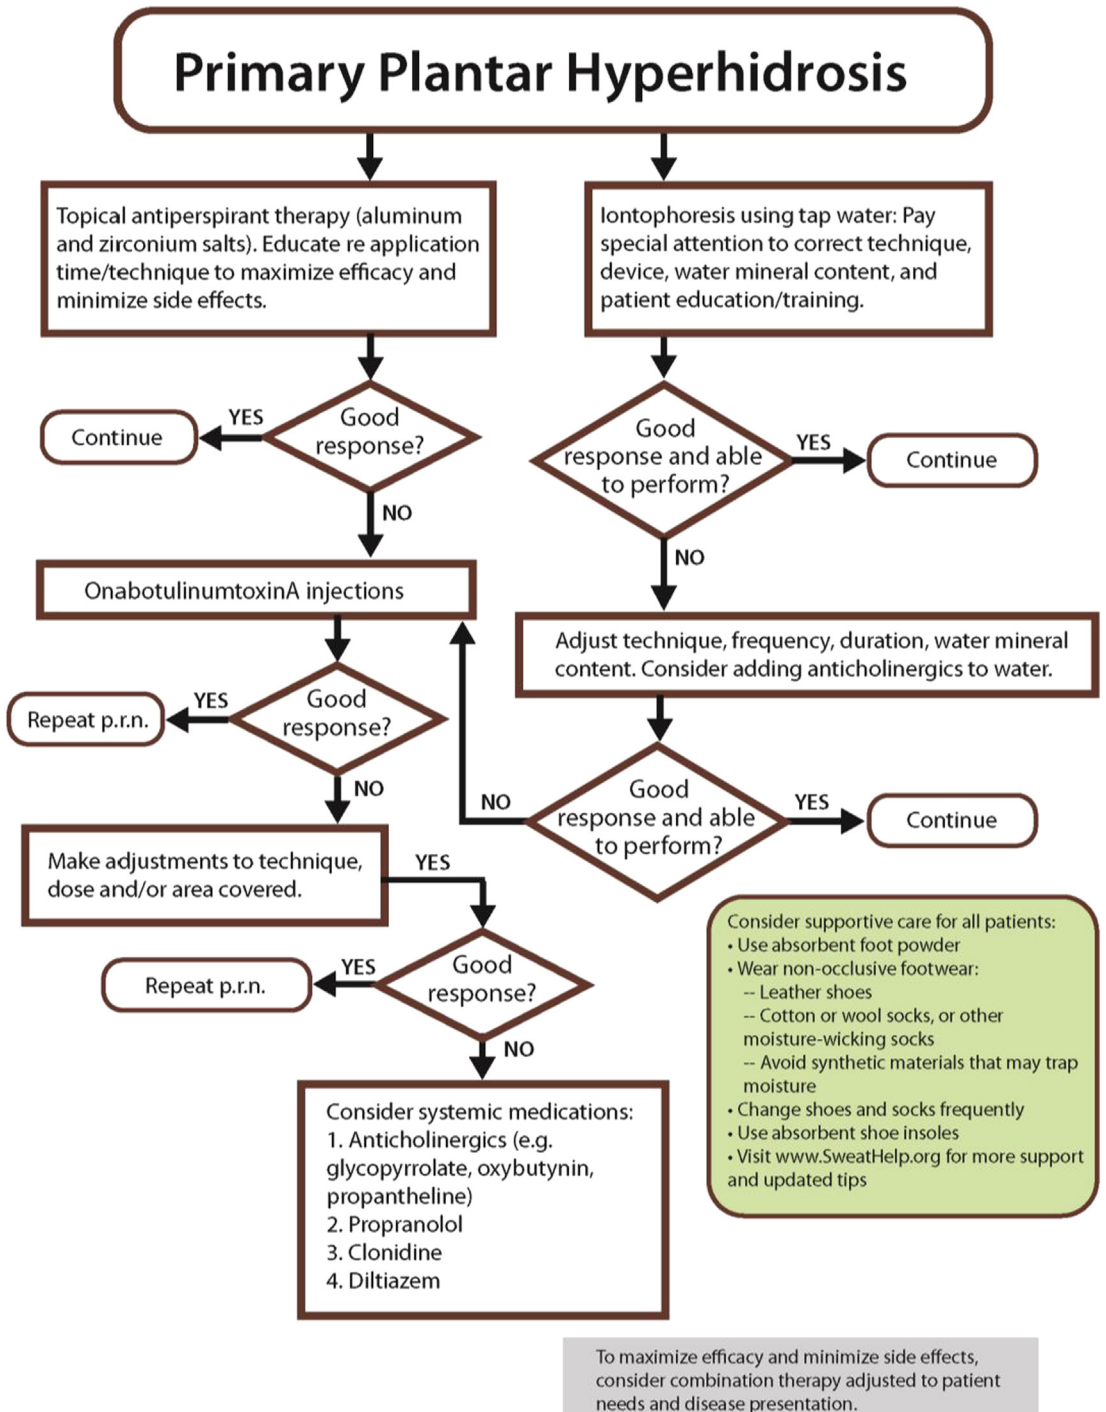 Primary Plantar Hyperhidrosis
Topical antiperspirant therapy (aluminum
and zirconium salts). Educate re application
time/technique to maximize efficacy and
minimize side effects.
Iontophoresis using tap water: Pay
special attention to correct technique,
device, water mineral content, and
patient education/training.
Good
response?
YES
Continue
NO
Good
response and able
to perform?
YES
Continue
NO
OnabotulinumtoxinA injections
Adjust technique, frequency, duration, water mineral
content. Consider adding anticholinergics to water.
Good
response?
YES
Repeat p.r.n.
NO
Good
response and able
to perform?
NO
YES
Continue
Make adjustments to technique,
dose and/or area covered.
YES
Good
response?
YES
Repeat p.r.n.
NO
Consider systemic medications:
1. Anticholinergics (e.g.
glycopyrrolate, oxybutynin,
propantheline)
2. Propranolol
3. Clonidine
4. Diltiazem
Consider supportive care for all patients:
• Use absorbent foot powder
• Wear non-occlusive footwear:
-- Leather shoes
-- Cotton or wool socks, or other
moisture-wicking socks
-- Avoid synthetic materials that may trap
moisture
• Change shoes and socks frequently
• Use absorbent shoe insoles
• Visit www.SweatHelp.org for more support
and updated tips
To maximize efficacy and minimize side effects,
consider combination therapy adjusted to patient
needs and disease presentation.